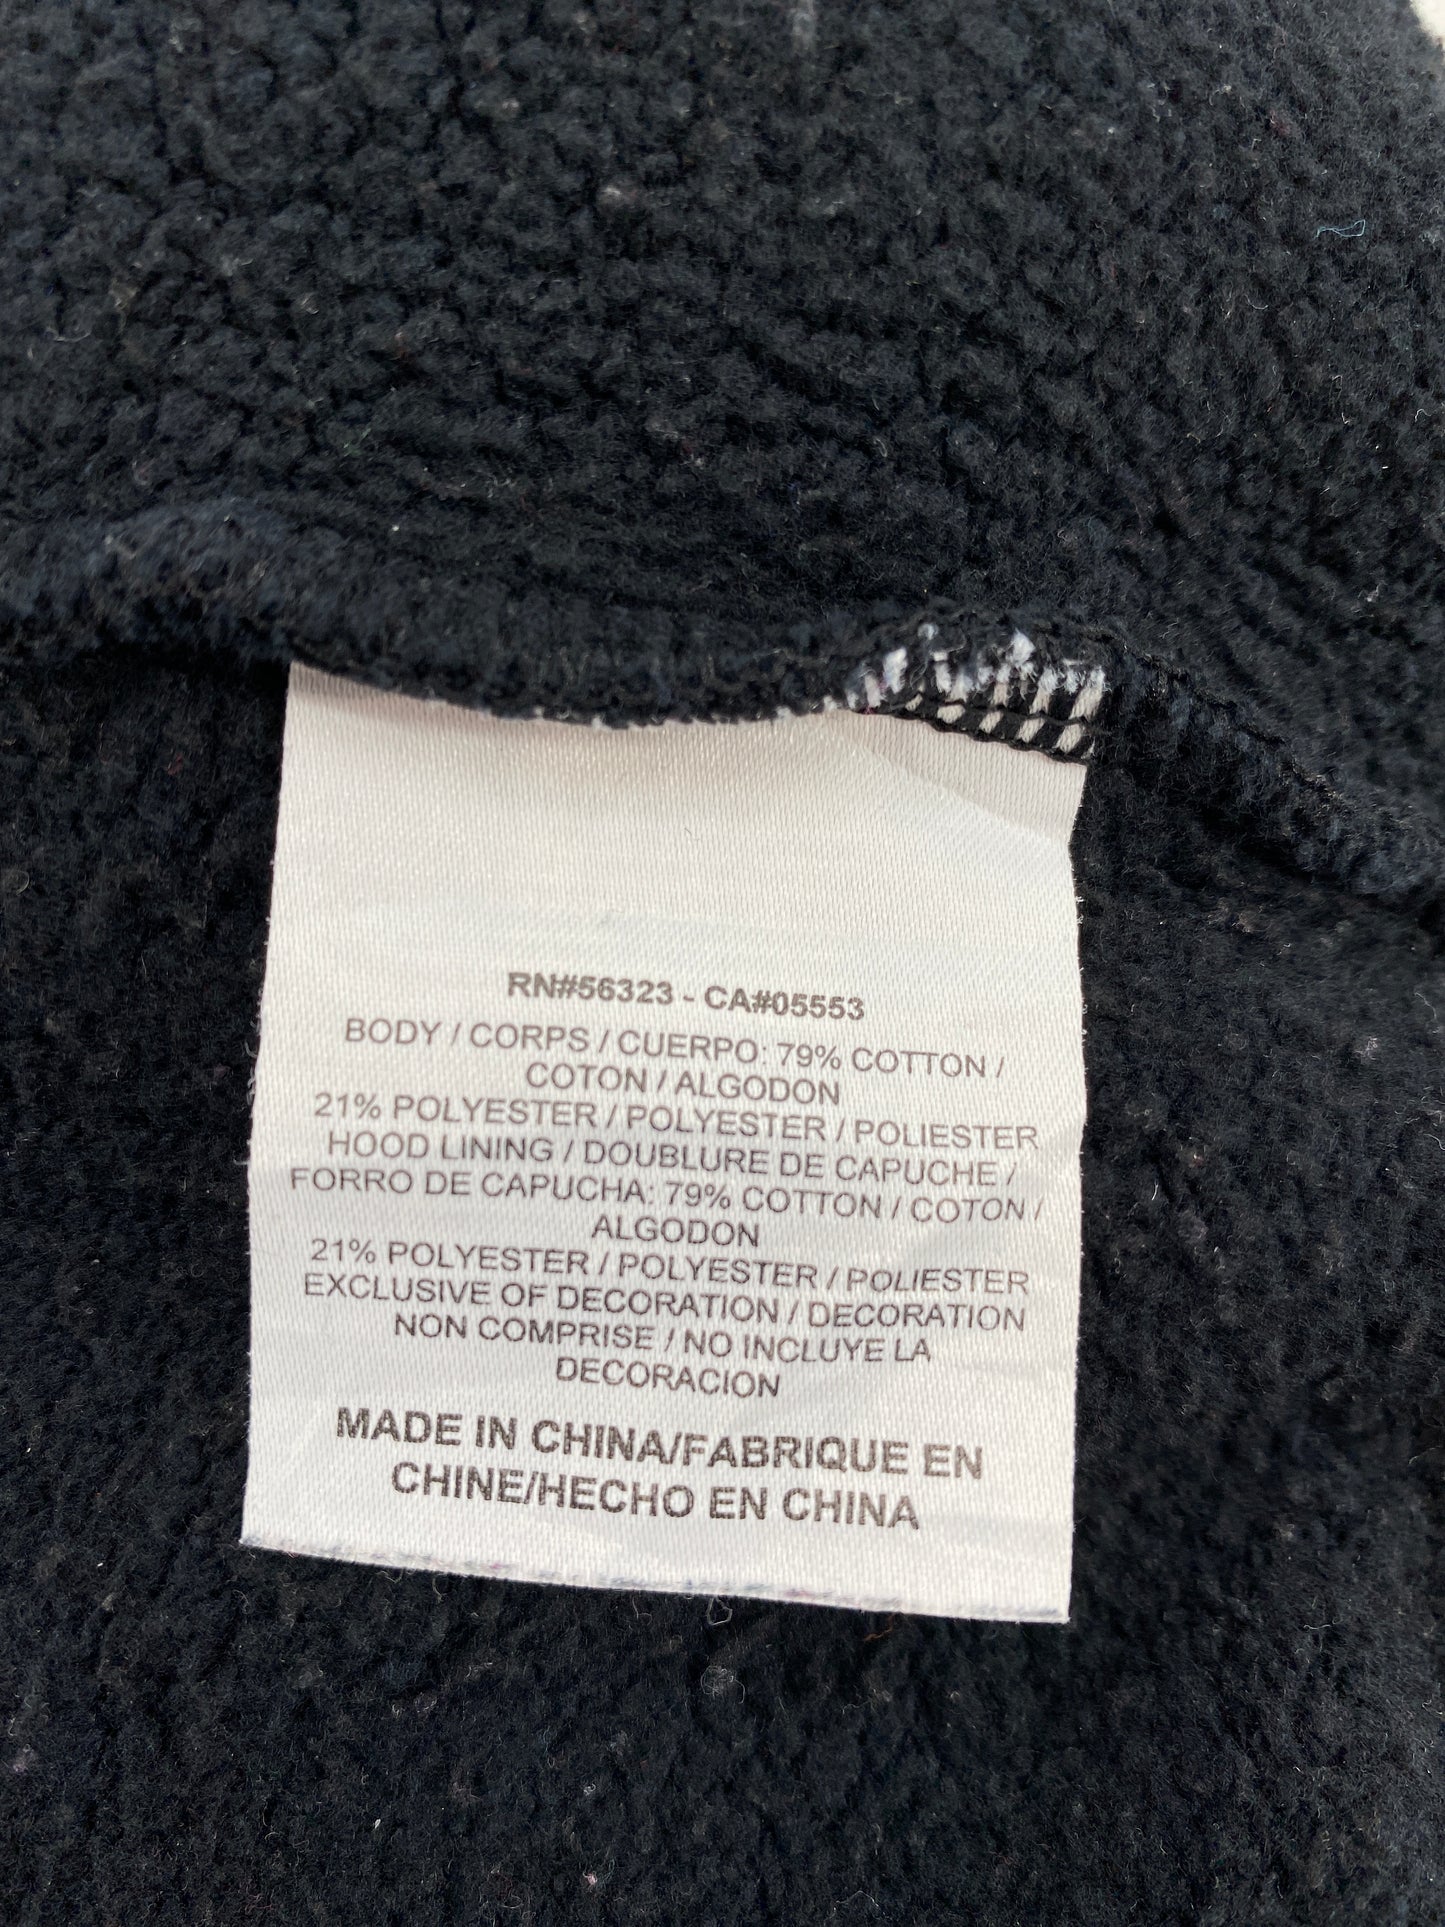 RN#56323 - CA#05553
BODY / CORPS / CUERPO: 79% COTTON /
COTON / ALGODON
21% POLYESTER / POLYESTER / POLIESTER
HOOD LINING / DOUBLURE DE CAPUCHE /
FORRO DE CAPUCHA: 79% COTTON / COTON /
ALGODON
21% POLYESTER / POLYESTER / POLIESTER
EXCLUSIVE OF DECORATION / DECORATION
NON COMPRISE / NO INCLUYE LA
DECORACION
MADE IN CHINA/FABRIQUE EN
CHINE/HECHO EN CHINA